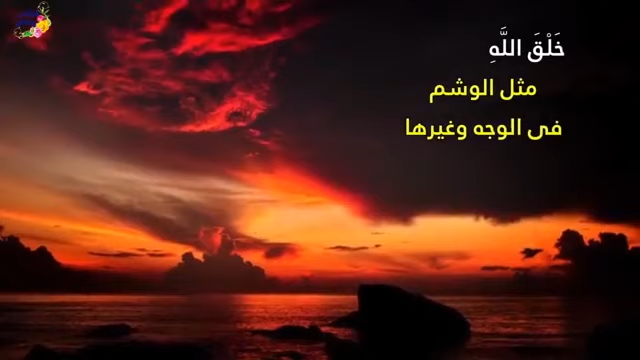 خَلْقَ اللَّهِ
مثل الوشم
فى الوجه وغيرها